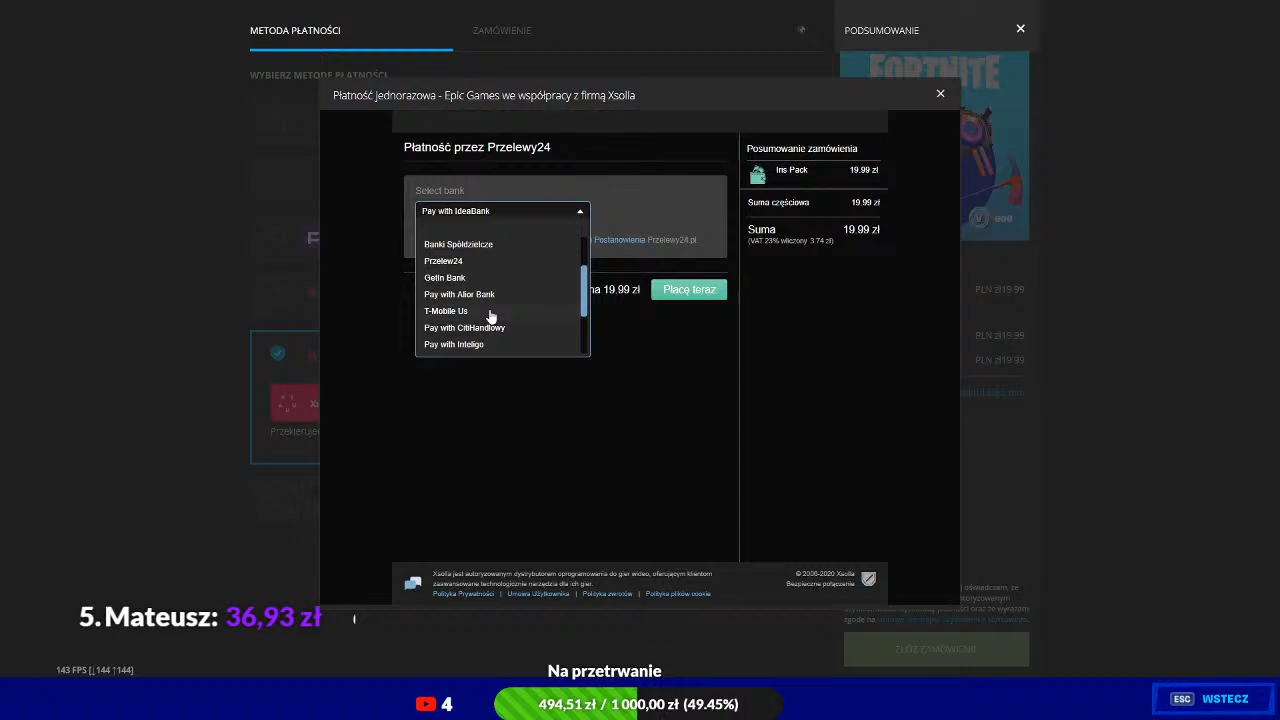 METODA PŁATNOŚCI
ZAMÓWIENIE
PODSUMOWANIE
WYBIERZ METODĘ PŁATNOŚCI
FORTNITE
Płatność jednorazowa - Epic Games we współpracy z firmą Xsolla
Płatność przez Przelewy24
Posumowanie zamówienia
Iris Pack 19.99 zł
Select bank
Pay with IdeaBank
Suma częściowa 19.99 zł
Suma 19.99 zł
(VAT 23% wliczony 3.74 zł)
Banki Spółdzielcze
Postanowienia Przelewy24.pl
Przelew24
GetIn Bank
na 19.99 zł
Płacę teraz
Pay with Alior Bank
T-Mobile Us
Pay with CitiHandlowy
Pay with Inteligo
PLN zł19.99
PLN zł19.99
PLN zł19.99
Xsolla jest autoryzowanym dystrybutorem oprogramowania do gier wideo, oferującym klientom
zaawansowane technologicznie narzędzia dla ich gier.
Polityka Prywatności | Umowa Użytkownika | Polityka zwrotów | Polityka plików cookie
© 2006-2020 Xsolla
Bezpieczne połączenie
ZŁÓŻ ZAMÓWIENIE
5. Mateusz: 36,93 zł
143 FPS [↓144 ↑144]
Na przetrwanie
4
494,51 zł / 1 000,00 zł (49.45%)
ESC WSTECZ